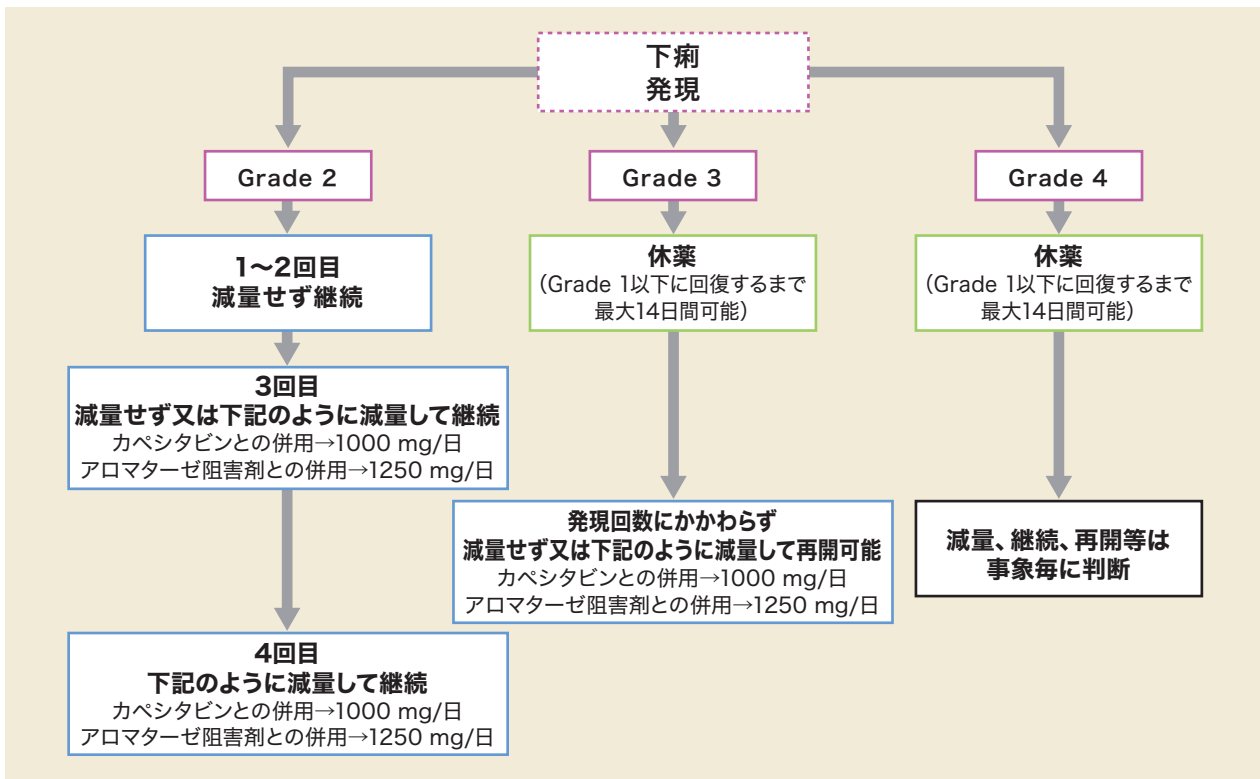 下痢
発現
Grade 2
1～2回目
減量せず継続
3回目
減量せず又は下記のように減量して継続
カペシタビンとの併用→1000 mg/日
アロマターゼ阻害剤との併用→1250 mg/日
4回目
下記のように減量して継続
カペシタビンとの併用→1000 mg/日
アロマターゼ阻害剤との併用→1250 mg/日
Grade 3
休薬
（Grade 1以下に回復するまで
最大14日間可能）
発現回数にかかわらず
減量せず又は下記のように減量して再開可能
カペシタビンとの併用→1000 mg/日
アロマターゼ阻害剤との併用→1250 mg/日
Grade 4
休薬
（Grade 1以下に回復するまで
最大14日間可能）
減量、継続、再開等は
事象毎に判断